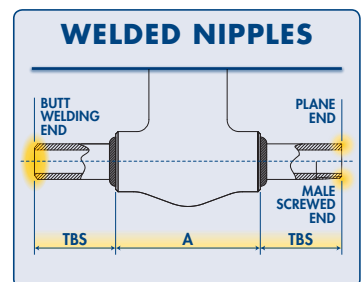 WELDED NIPPLES
BUTT
WELDING
END
PLANE
END
MALE
SCREWED
END
TBS
A
TBS